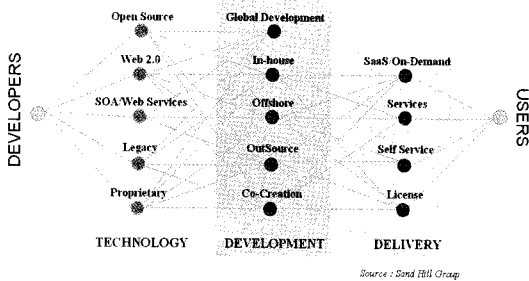 DEVELOPERS
Open Source
Web 2.0
SOA/Web Services
Legacy
Proprietary
TECHNOLOGY
Global Development
In-house
Offshore
OutSource
Co-Creation
DEVELOPMENT
SaaS/On-Demand
Services
Self Service
License
DELIVERY
USERS
Source : Sand Hill Group